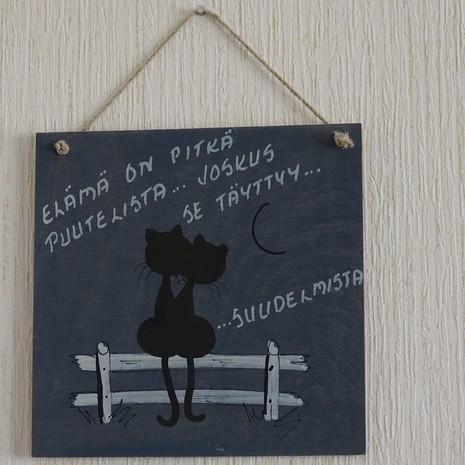 ELÄMÄ ON PITKÄ
PUUTELISTA... JOSKUS
SE TÄYTTYY...
...SUUDELMISTA